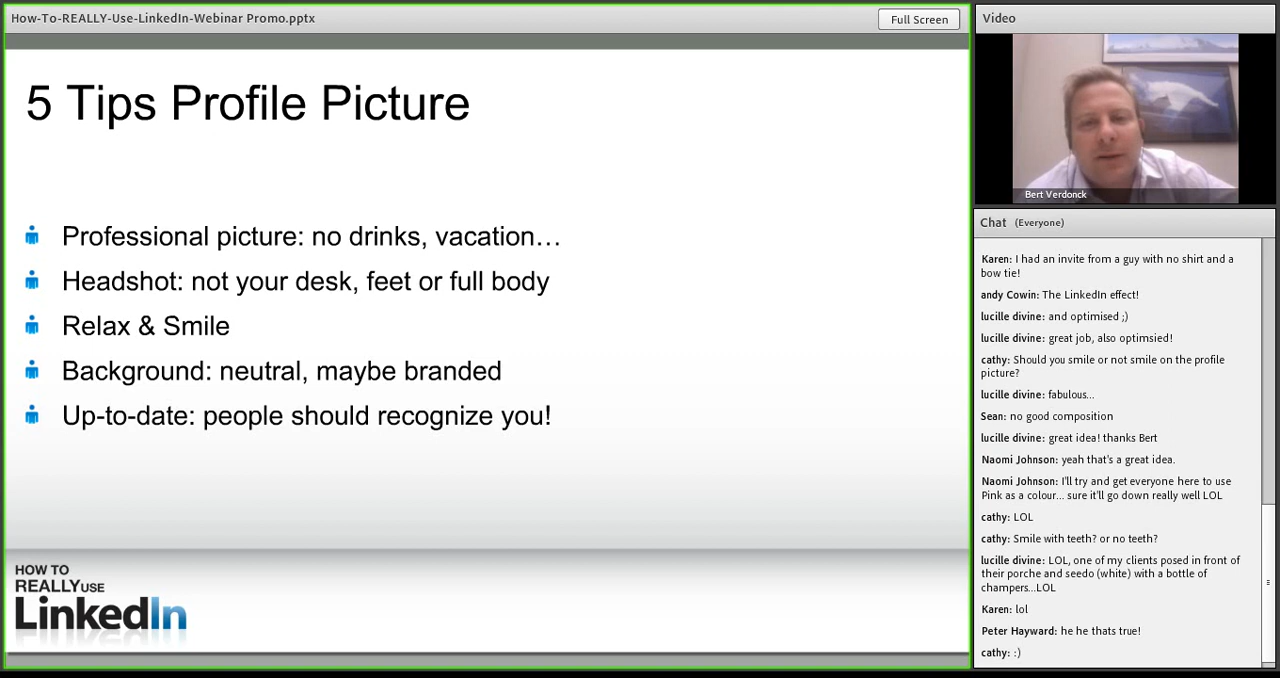 How-To-REALLY-Use-LinkedIn-Webinar Promo.pptx
Full Screen
5 Tips Profile Picture
Professional picture: no drinks, vacation…
Headshot: not your desk, feet or full body
Relax & Smile
Background: neutral, maybe branded
Up-to-date: people should recognize you!
HOW TO
REALLY USE
LinkedIn
Video
Bert Verdonck
Chat (Everyone)
Karen: I had an invite from a guy with no shirt and a
bow tie!
andy Cowin: The LinkedIn effect!
lucille divine: and optimised ;)
lucille divine: great job, also optimsied!
cathy: Should you smile or not smile on the profile
picture?
lucille divine: fabulous...
Sean: no good composition
lucille divine: great idea! thanks Bert
Naomi Johnson: yeah that's a great idea.
Naomi Johnson: I'll try and get everyone here to use
Pink as a colour... sure it'll go down really well LOL
cathy: LOL
cathy: Smile with teeth? or no teeth?
lucille divine: LOL, one of my clients posed in front of
their porche and seedo (white) with a bottle of
champers...LOL
Karen: lol
Peter Hayward: he he thats true!
cathy: :)